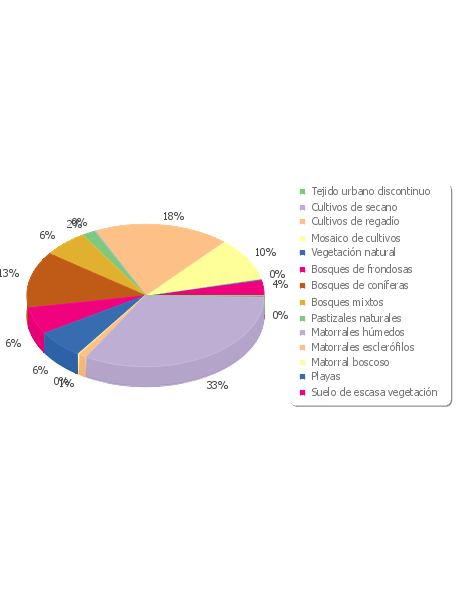 18%
0%
2%
6%
10%
13%
0%
4%
0%
6%
6%
0%
1%
33%
Tejido urbano discontinuo
Cultivos de secano
Cultivos de regadío
Mosaico de cultivos
Vegetación natural
Bosques de frondosas
Bosques de coníferas
Bosques mixtos
Pastizales naturales
Matorrales húmedos
Matorrales esclerófilos
Matorral boscoso
Playas
Suelo de escasa vegetación